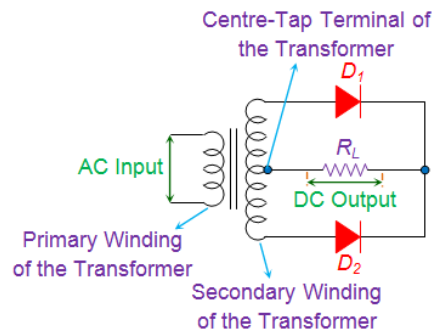 Centre-Tap Terminal of
the Transformer
D1
AC Input
RL
DC Output
Primary Winding
of the Transformer
D2
Secondary Winding
of the Transformer